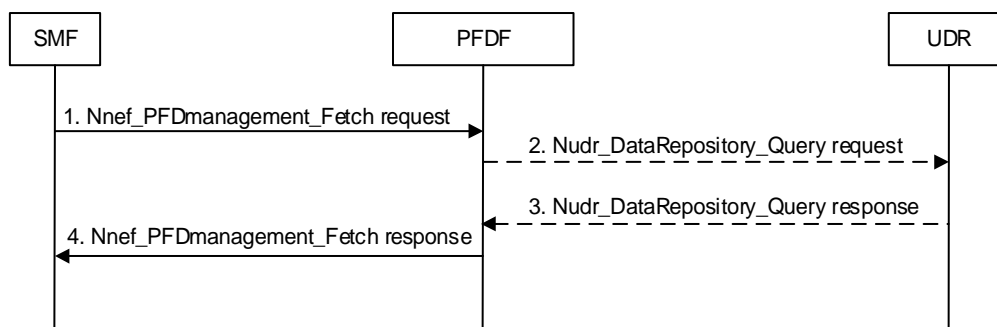 SMF
PFDF
UDR
1. Nnef_PFDmanagement_Fetch request
2. Nudr_DataRepository_Query request
3. Nudr_DataRepository_Query response
4. Nnef_PFDmanagement_Fetch response